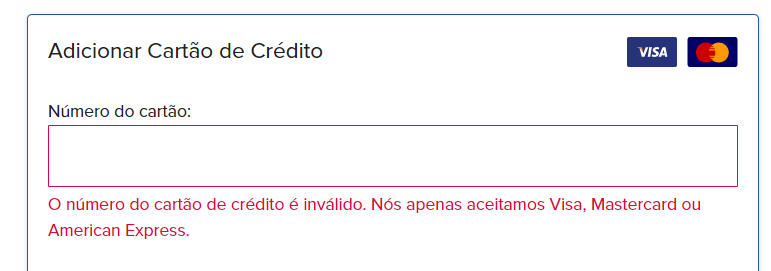 Adicionar Cartão de Crédito
VISA
Número do cartão:
O número do cartão de crédito é inválido. Nós apenas aceitamos Visa, Mastercard ou
American Express.